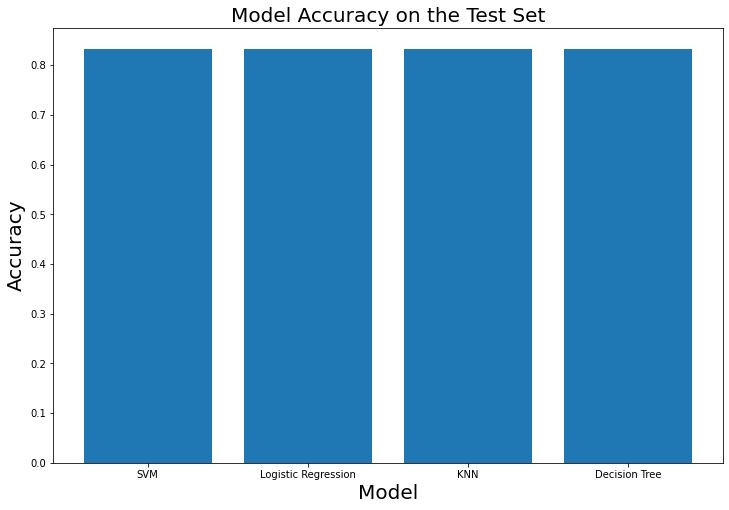 Model Accuracy on the Test Set
Accuracy
0.8
0.7
0.6
0.5
0.4
0.3
0.2
0.1
0.0
SVM
Logistic Regression
KNN
Decision Tree
Model